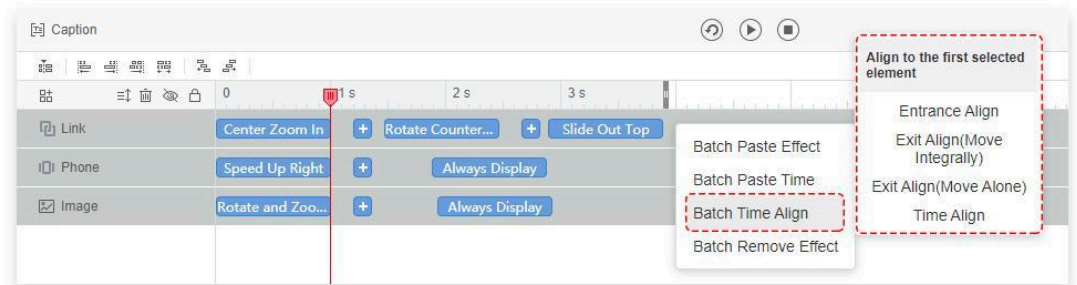 Caption
0
1 s
2 s
3 s
Link
Center Zoom In
+
Rotate Counter...
+
Slide Out Top
Phone
Speed Up Right
+
Always Display
Image
Rotate and Zoo...
+
Always Display
Batch Paste Effect
Batch Paste Time
Batch Time Align
Batch Remove Effect
Align to the first selected
element
Entrance Align
Exit Align(Move
Integrally)
Exit Align(Move Alone)
Time Align